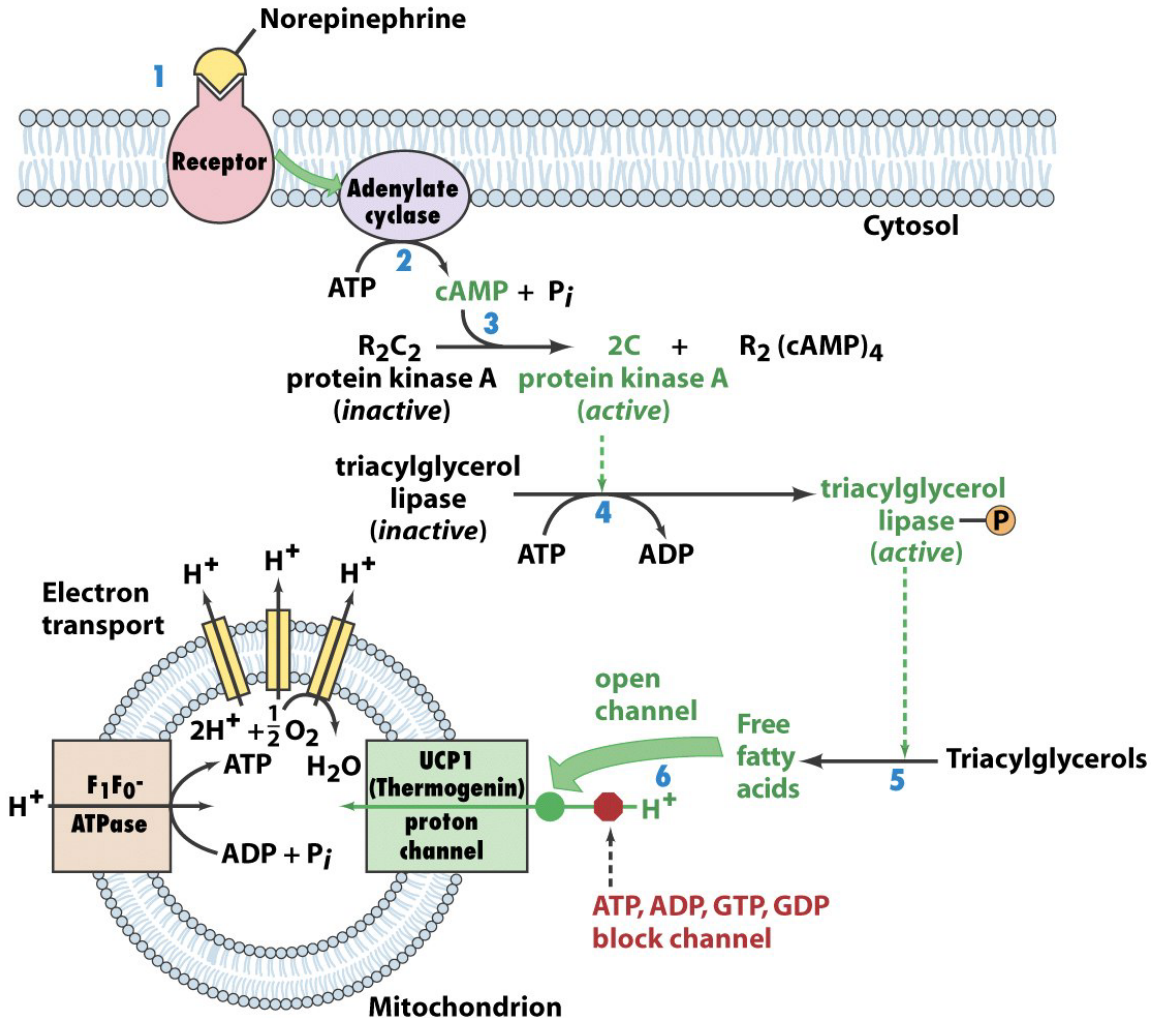 Norepinephrine
1
Receptor
Adenylate
cyclase
Cytosol
2
ATP
cAMP + Pi
3
R2C2
protein kinase A
(inactive)
2C + R2 (cAMP)4
protein kinase A
(active)
triacylglycerol
lipase
(inactive)
4
ATP
ADP
triacylglycerol
lipase
P
(active)
Electron
transport
H+
H+
H+
2H+ + 1/2 O2
H2O
ATP
F1F0-
ATPase
H+
ADP + Pi
UCP1
(Thermogenin)
proton
channel
open
channel
6
H+
Free
fatty
acids
5
Triacylglycerols
ATP, ADP, GTP, GDP
block channel
Mitochondrion